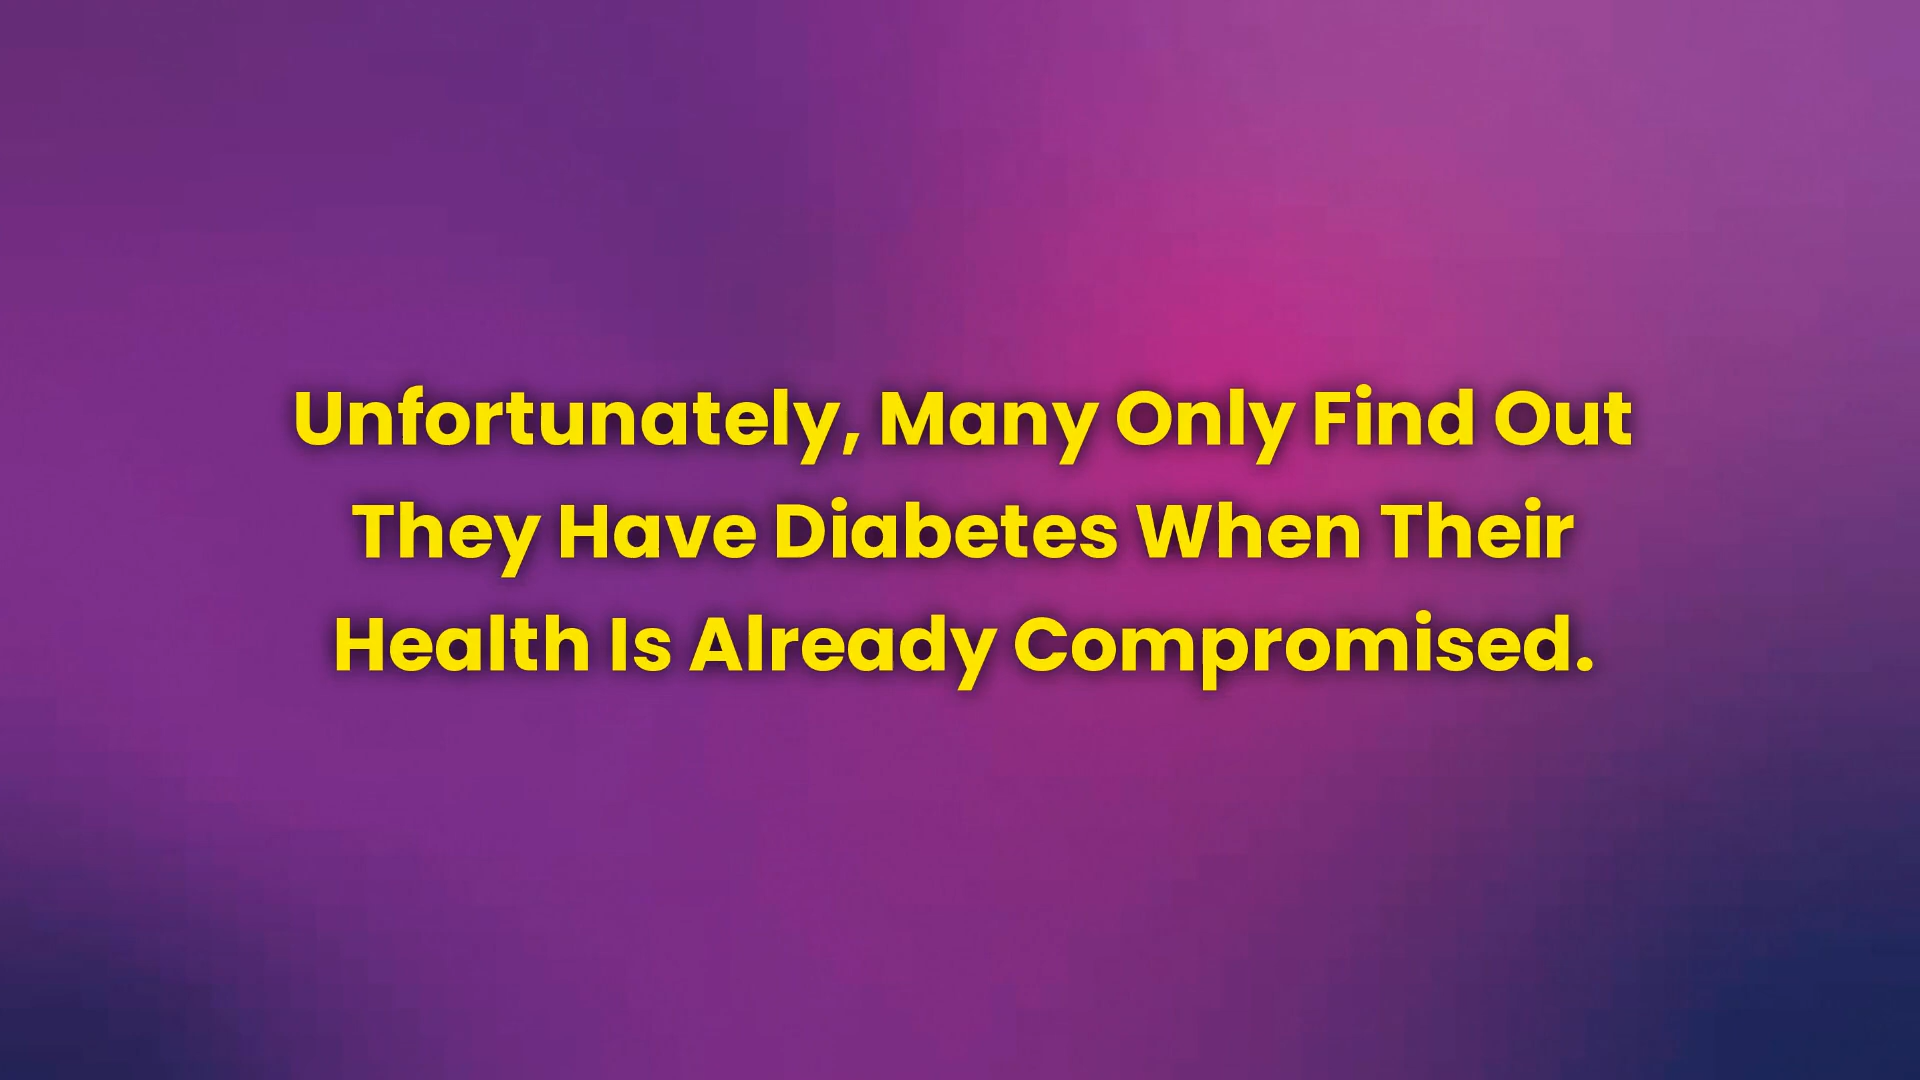 Unfortunately, Many Only Find Out
They Have Diabetes When Their
Health Is Already Compromised.